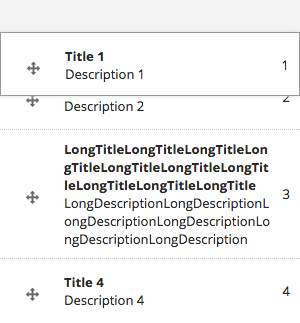 Title 1
Description 1
1
Description 2
2
LongTitleLongTitleLongTitleLon
gTitleLongTitleLongTitleLongTit
leLongTitleLongTitleLongTitle
LongDescriptionLongDescriptionL
ongDescriptionLongDescriptionLo
ngDescriptionLongDescription
3
Title 4
Description 4
4